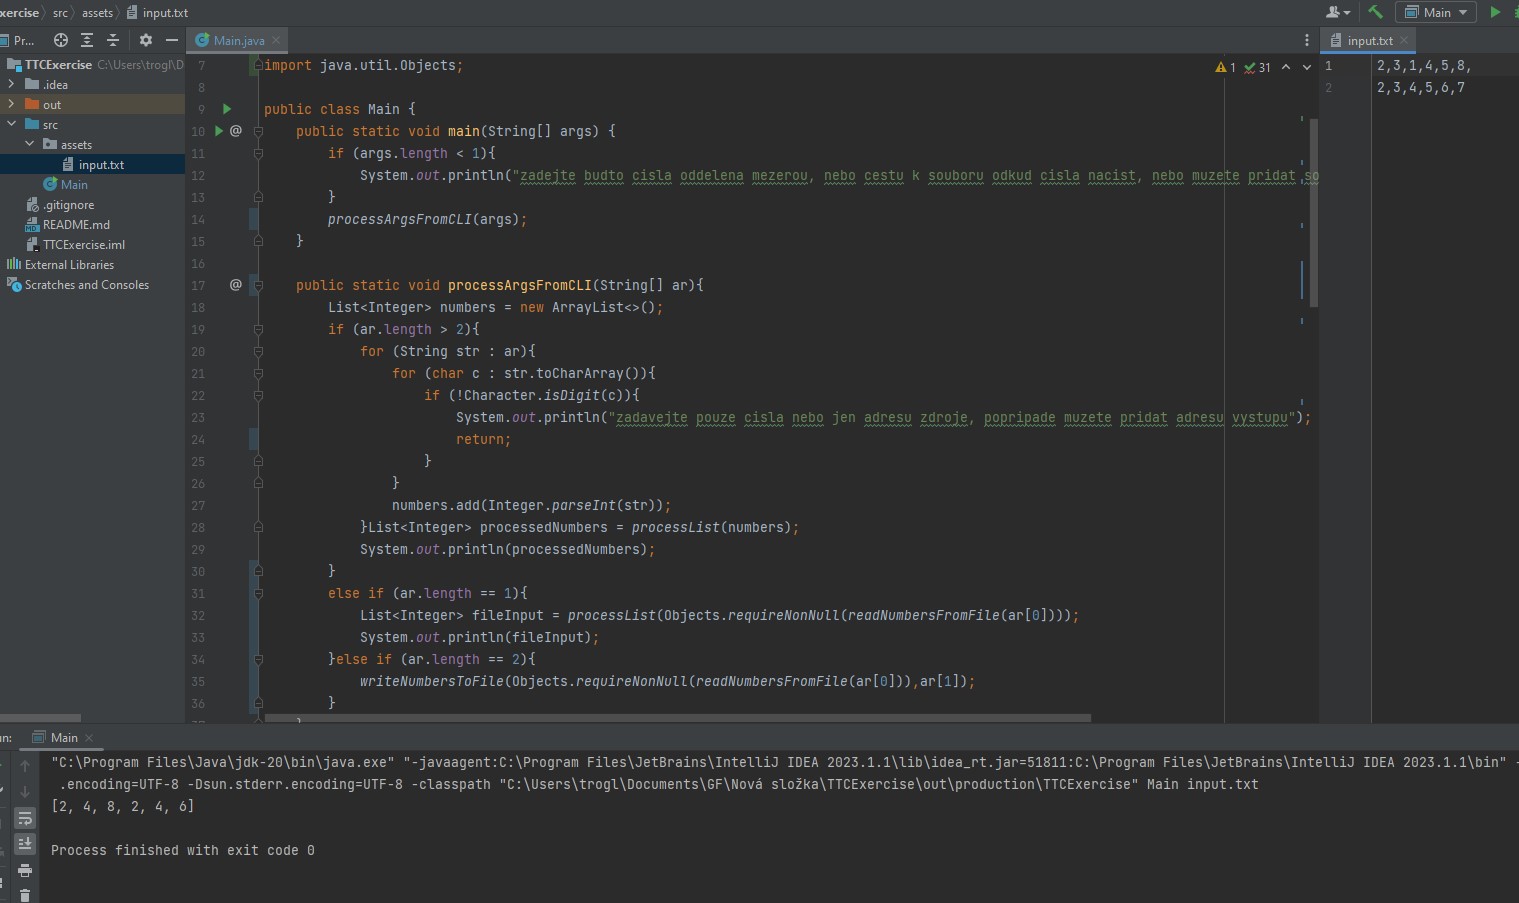 xercise src assets input.txt
Main
Pr...
Main.java
input.txt
TTCExercise C:\Users\trogl\D
.idea
out
src
assets
input.txt
Main
.gitignore
README.md
TTCExercise.iml
External Libraries
Scratches and Consoles
1 31
7 import java.util.Objects;
8
9 public class Main {
10 @ public static void main(String[] args) {
11 if (args.length < 1){
12 System.out.println("zadejte budto cisla oddelena mezerou, nebo cestu k souboru odkud cisla nacist, nebo muzete pridat so
13 }
14 processArgsFromCLI(args);
15 }
16
17 @ public static void processArgsFromCLI(String[] ar){
18 List<Integer> numbers = new ArrayList<>();
19 if (ar.length > 2){
20 for (String str : ar){
21 for (char c : str.toCharArray()){
22 if (!Character.isDigit(c)){
23 System.out.println("zadavejte pouze cisla nebo jen adresu zdroje, popripade muzete pridat adresu vystupu");
24 return;
25 }
26 }
27 numbers.add(Integer.parseInt(str));
28 }List<Integer> processedNumbers = processList(numbers);
29 System.out.println(processedNumbers);
30 }
31 else if (ar.length == 1){
32 List<Integer> fileInput = processList(Objects.requireNonNull(readNumbersFromFile(ar[0])));
33 System.out.println(fileInput);
34 }else if (ar.length == 2){
35 writeNumbersToFile(Objects.requireNonNull(readNumbersFromFile(ar[0])),ar[1]);
36 }
1 2,3,1,4,5,8,
2 2,3,4,5,6,7
un: Main
"C:\Program Files\Java\jdk-20\bin\java.exe" "-javaagent:C:\Program Files\JetBrains\IntelliJ IDEA 2023.1.1\lib\idea_rt.jar=51811:C:\Program Files\JetBrains\IntelliJ IDEA 2023.1.1\bin" -
.encoding=UTF-8 -Dsun.stderr.encoding=UTF-8 -classpath "C:\Users\trogl\Documents\GF\Nová složka\TTCExercise\out\production\TTCExercise" Main input.txt
[2, 4, 8, 2, 4, 6]
Process finished with exit code 0